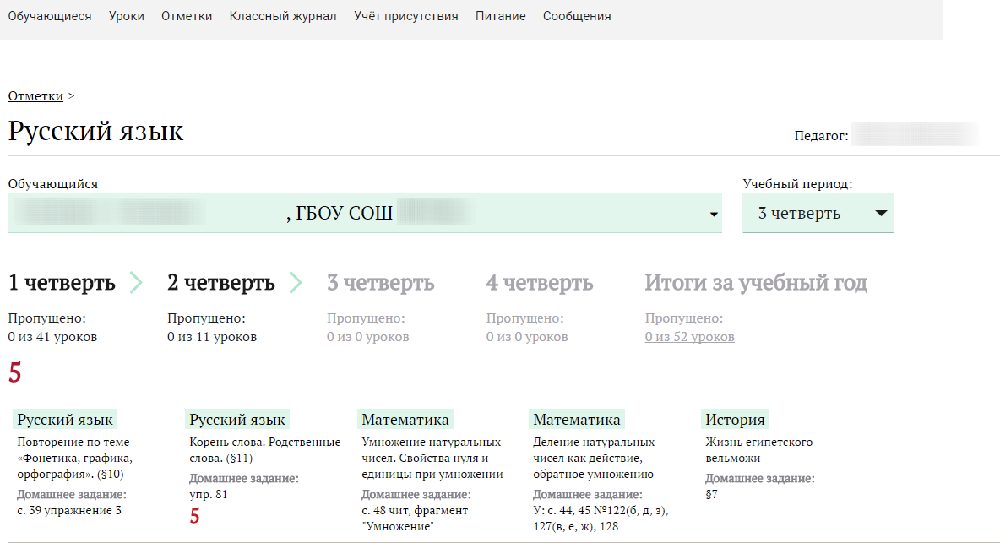 Обучающиеся Уроки Отметки Классный журнал Учёт присутствия Питание Сообщения
Отметки >
Русский язык
Педагог:
Обучающийся
Учебный период:
, ГБОУ СОШ
3 четверть
1 четверть
Пропущено:
0 из 41 уроков
5
2 четверть
Пропущено:
0 из 11 уроков
3 четверть
Пропущено:
0 из 0 уроков
4 четверть
Пропущено:
0 из 0 уроков
Итоги за учебный год
Пропущено:
0 из 52 уроков
Русский язык
Повторение по теме
«Фонетика, графика,
орфография». (§10)
Домашнее задание:
с. 39 упражнение 3
Русский язык
Корень слова. Родственные
слова. (§11)
Домашнее задание:
упр. 81
5
Математика
Умножение натуральных
чисел. Свойства нуля и
единицы при умножении
Домашнее задание:
с. 48 чит, фрагмент
"Умножение"
Математика
Деление натуральных
чисел как действие,
обратное умножению
Домашнее задание:
У: с. 44, 45 №122(б, д, з),
127(в, е, ж), 128
История
Жизнь египетского
вельможи
Домашнее задание:
§7